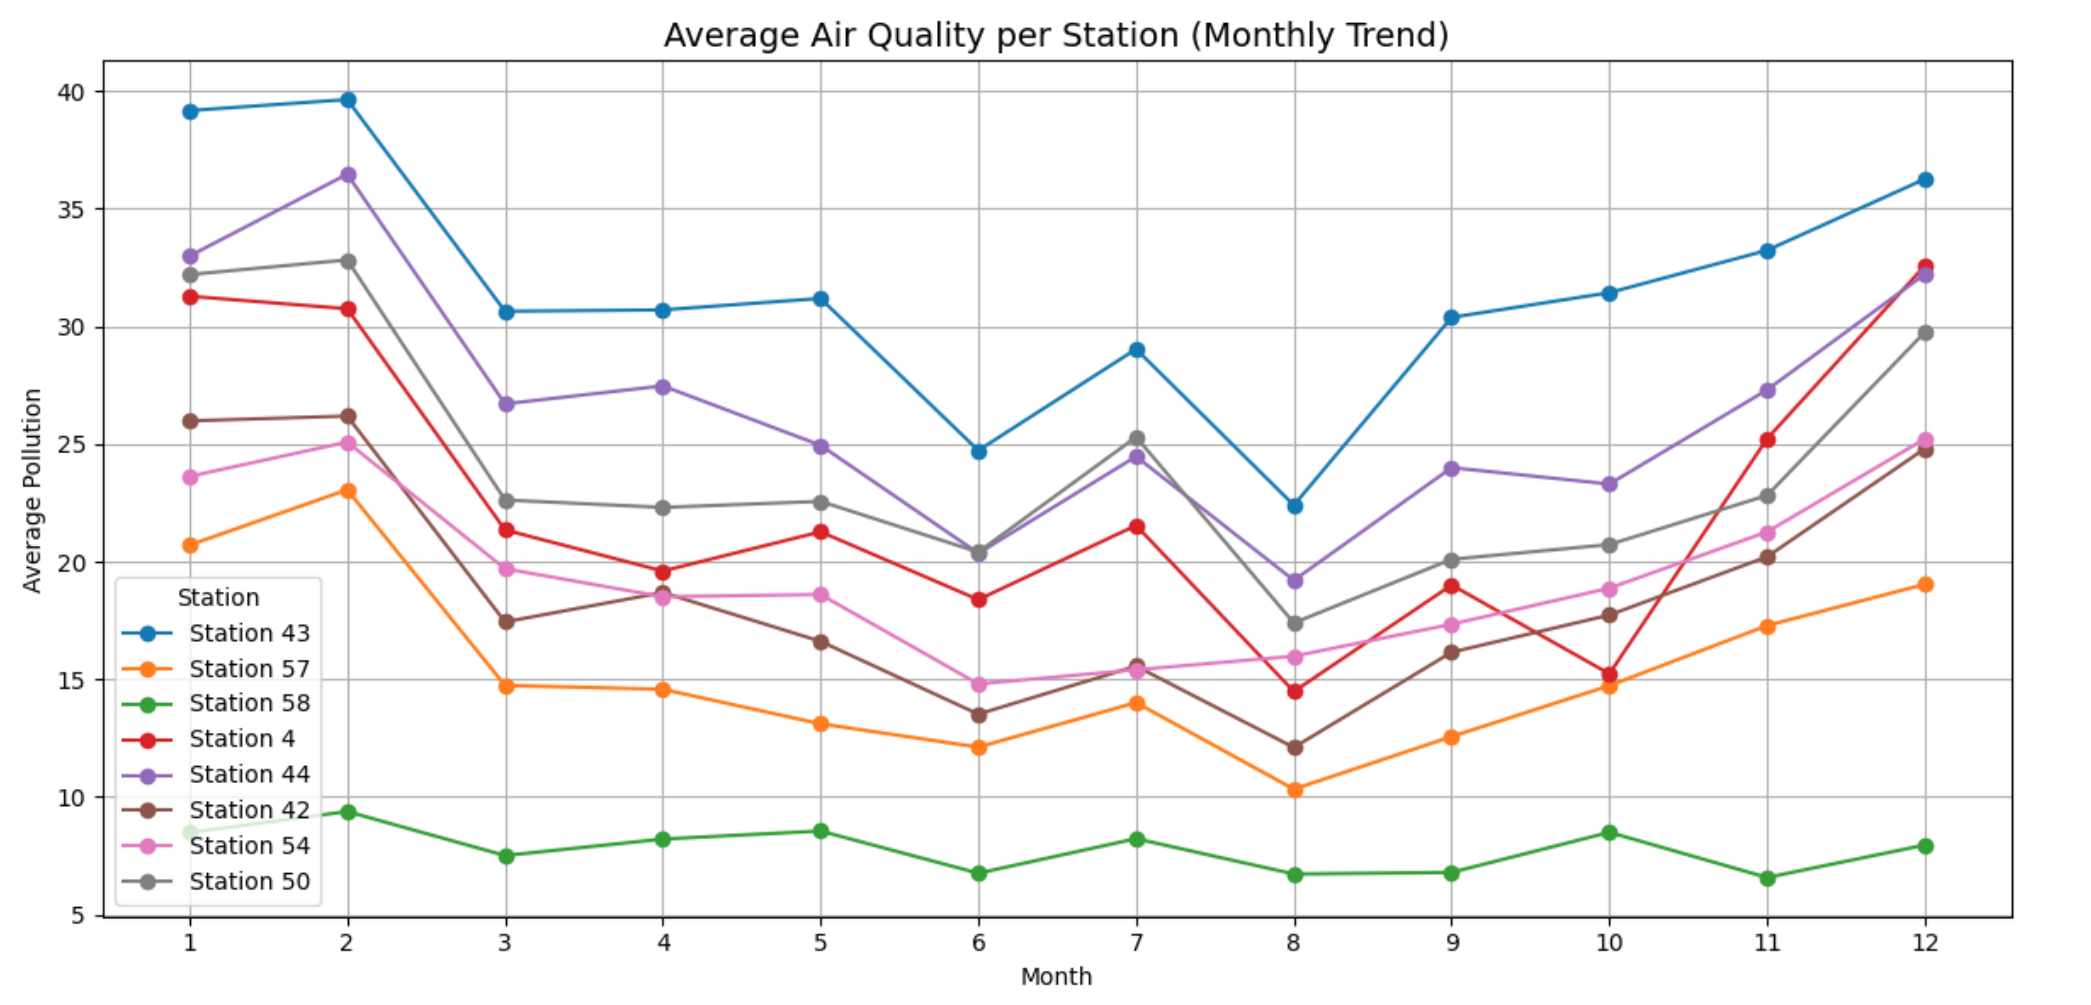 Average Air Quality per Station (Monthly Trend)
40
35
30
25
20
15
10
5
Average Pollution
Station
Station 43
Station 57
Station 58
Station 4
Station 44
Station 42
Station 54
Station 50
1 2 3 4 5 6 7 8 9 10 11 12
Month